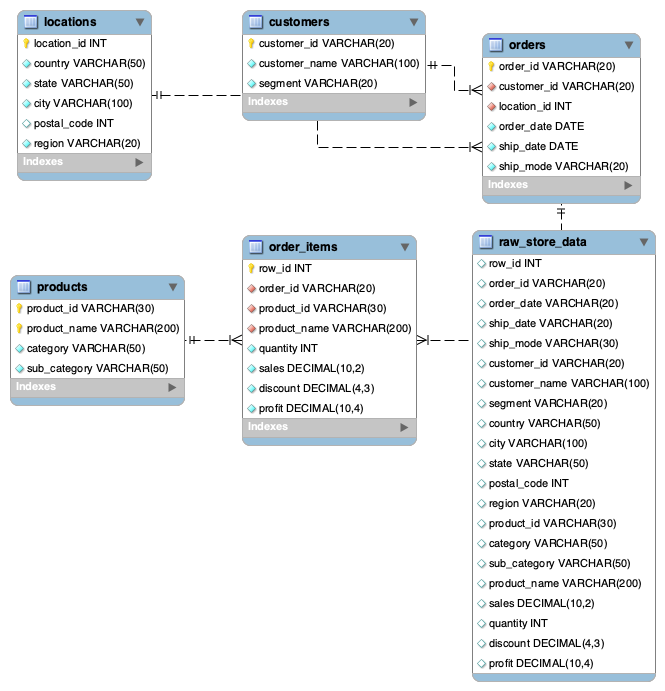 locations
location_id INT
country VARCHAR(50)
state VARCHAR(50)
city VARCHAR(100)
postal_code INT
region VARCHAR(20)
Indexes
customers
customer_id VARCHAR(20)
customer_name VARCHAR(100)
segment VARCHAR(20)
Indexes
orders
order_id VARCHAR(20)
customer_id VARCHAR(20)
location_id INT
order_date DATE
ship_date DATE
ship_mode VARCHAR(20)
Indexes
products
product_id VARCHAR(30)
product_name VARCHAR(200)
category VARCHAR(50)
sub_category VARCHAR(50)
Indexes
order_items
row_id INT
order_id VARCHAR(20)
product_id VARCHAR(30)
product_name VARCHAR(200)
quantity INT
sales DECIMAL(10,2)
discount DECIMAL(4,3)
profit DECIMAL(10,4)
Indexes
raw_store_data
row_id INT
order_id VARCHAR(20)
order_date VARCHAR(20)
ship_date VARCHAR(20)
ship_mode VARCHAR(30)
customer_id VARCHAR(20)
customer_name VARCHAR(100)
segment VARCHAR(20)
country VARCHAR(50)
city VARCHAR(100)
state VARCHAR(50)
postal_code INT
region VARCHAR(20)
product_id VARCHAR(30)
category VARCHAR(50)
sub_category VARCHAR(50)
product_name VARCHAR(200)
sales DECIMAL(10,2)
quantity INT
discount DECIMAL(4,3)
profit DECIMAL(10,4)